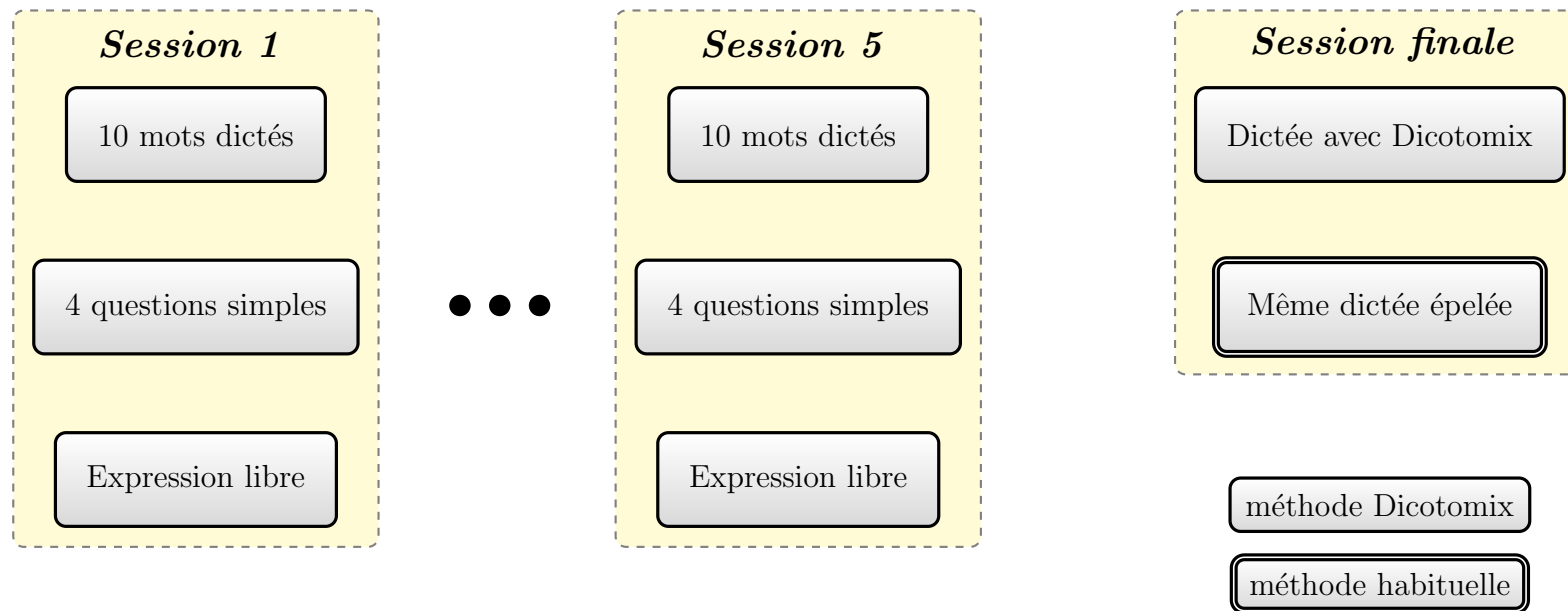 Session 1
10 mots dictés
4 questions simples
Expression libre
Session 5
10 mots dictés
4 questions simples
Expression libre
Session finale
Dictée avec Dicotomix
Même dictée épelée
méthode Dicotomix
méthode habituelle